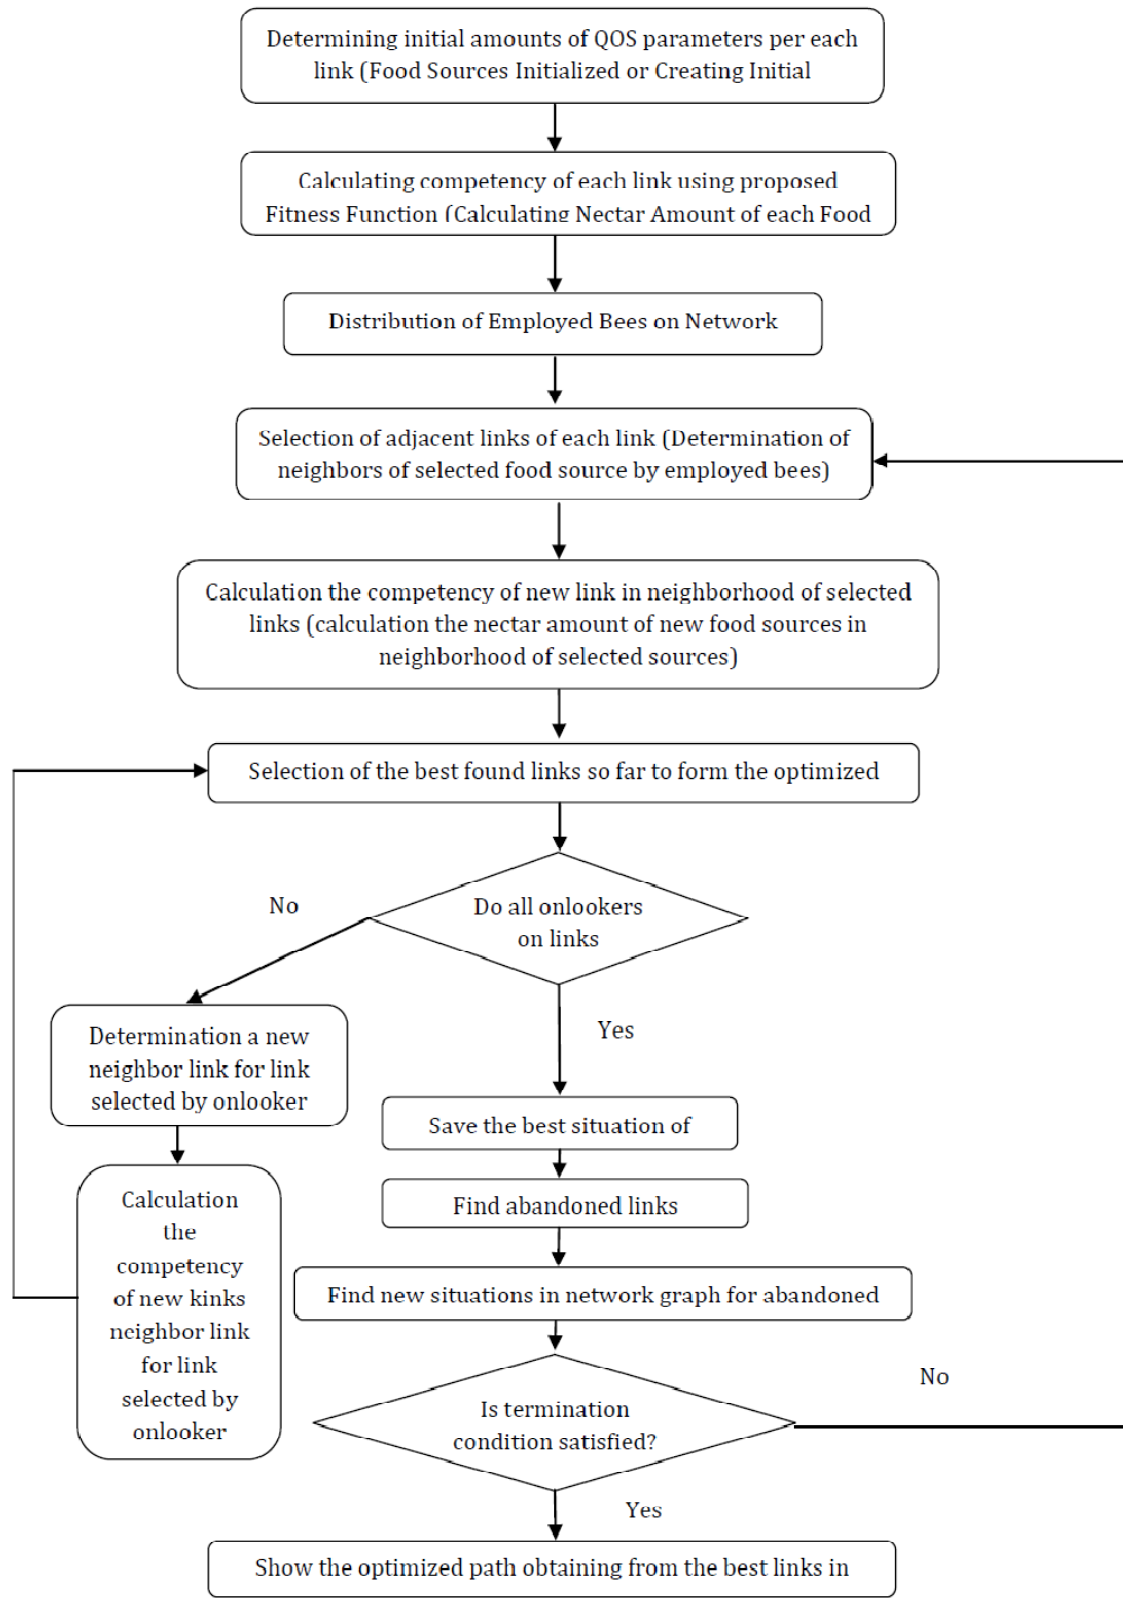 Determining initial amounts of QOS parameters per each
link (Food Sources Initialized or Creating Initial
Calculating competency of each link using proposed
Fitness Function (Calculating Nectar Amount of each Food
Distribution of Employed Bees on Network
Selection of adjacent links of each link (Determination of
neighbors of selected food source by employed bees)
Calculation the competency of new link in neighborhood of selected
links (calculation the nectar amount of new food sources in
neighborhood of selected sources)
Selection of the best found links so far to form the optimized
Do all onlookers
on links
No
Yes
Determination a new
neighbor link for link
selected by onlooker
Calculation
the
competency
of new kinks
neighbor link
for link
selected by
onlooker
Save the best situation of
Find abandoned links
Find new situations in network graph for abandoned
Is termination
condition satisfied?
No
Yes
Show the optimized path obtaining from the best links in